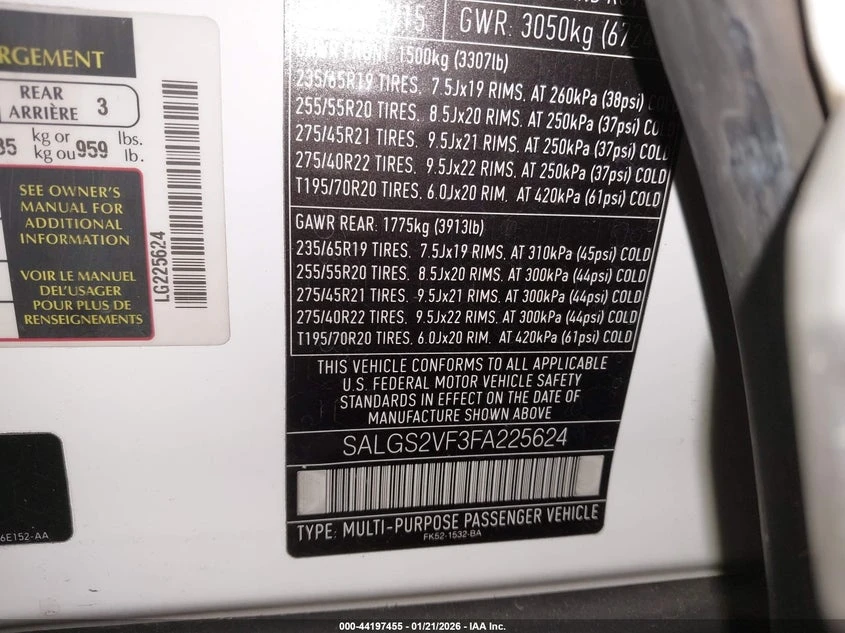 RGEMENT
REAR
ARRIÈRE 3
kg or lbs.
kg ou 959 lb.
SEE OWNER'S
MANUAL FOR
ADDITIONAL
INFORMATION
VOIR LE MANUEL
DEL'USAGER
POUR PLUS DE
RENSEIGNEMENTS
LG225624
6E152-AA
GWR: 3050kg
GAWR FRONT 1500kg (3307lb)
235/65R19 TIRES, 7.5Jx19 RIMS, AT 260kPa (38psi) COLD
255/55R20 TIRES, 8.5Jx20 RIMS, AT 250kPa (37psi) COLD
275/45R21 TIRES, 9.5Jx21 RIMS, AT 250kPa (37psi) COLD
275/40R22 TIRES, 9.5Jx22 RIMS, AT 250kPa (37psi) COLD
T195/70R20 TIRES, 6.0Jx20 RIM, AT 420kPa (61psi) COLD
GAWR REAR: 1775kg (3913lb)
235/65R19 TIRES, 7.5Jx19 RIMS, AT 310kPa (45psi) COLD
255/55R20 TIRES, 8.5Jx20 RIMS, AT 300kPa (44psi) COLD
275/45R21 TIRES, 9.5Jx21 RIMS, AT 300kPa (44psi) COLD
275/40R22 TIRES, 9.5Jx22 RIMS, AT 300kPa (44psi) COLD
T195/70R20 TIRES, 6.0Jx20 RIM, AT 420kPa (61psi) COLD
THIS VEHICLE CONFORMS TO ALL APPLICABLE
U.S. FEDERAL MOTOR VEHICLE SAFETY
STANDARDS IN EFFECT ON THE DATE OF
MANUFACTURE SHOWN ABOVE
SALGS2VF3FA225624
TYPE: MULTI-PURPOSE PASSENGER VEHICLE
FK52-1532-BA
000-44197455 - 01/21/2026 - IAA Inc.